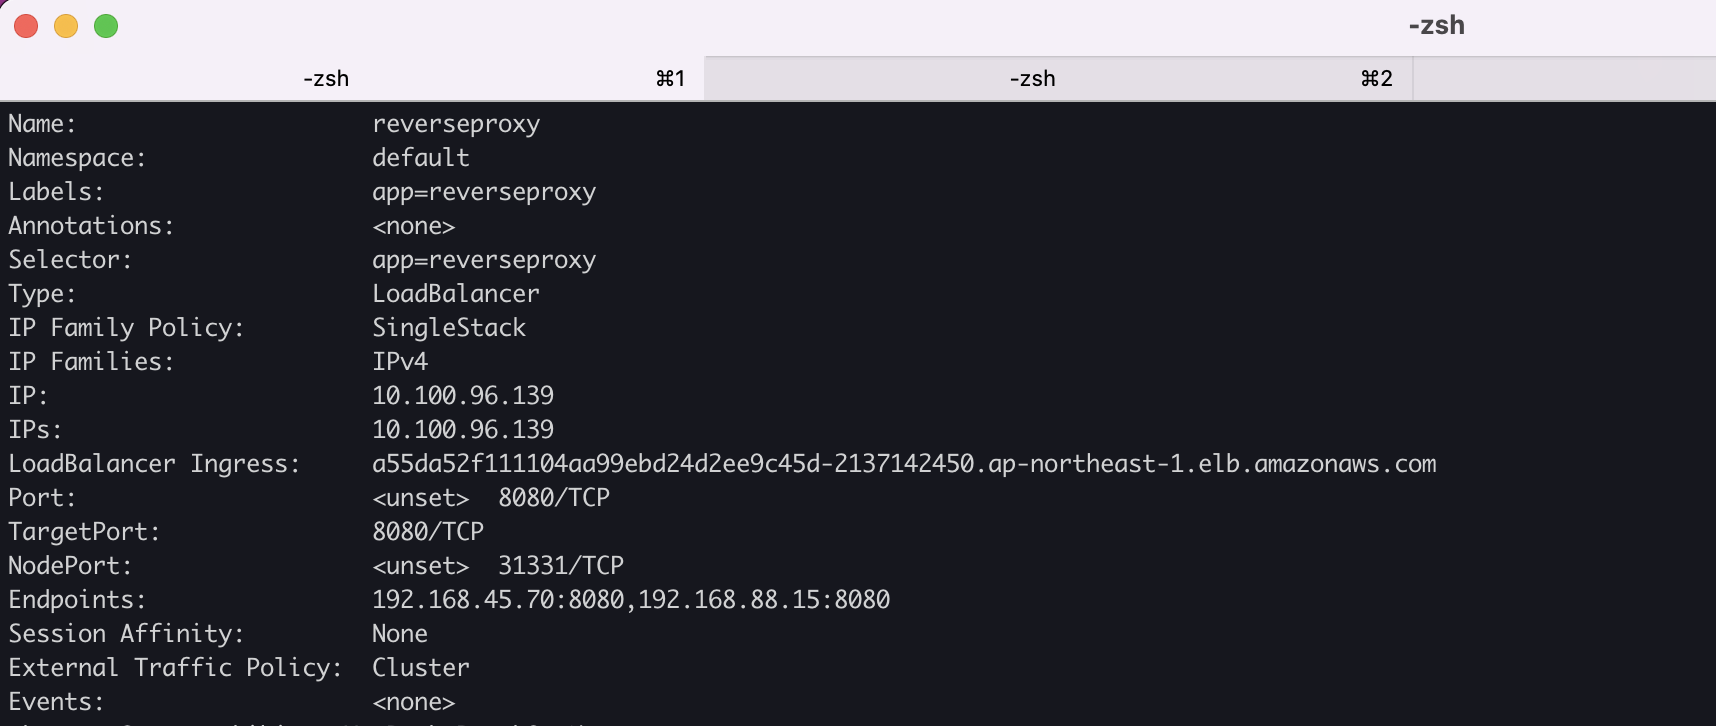 -zsh
-zsh ⌘1 -zsh ⌘2
Name: reverseproxy
Namespace: default
Labels: app=reverseproxy
Annotations: <none>
Selector: app=reverseproxy
Type: LoadBalancer
IP Family Policy: SingleStack
IP Families: IPv4
IP: 10.100.96.139
IPs: 10.100.96.139
LoadBalancer Ingress: a55da52f111104aa99ebd24d2ee9c45d-2137142450.ap-northeast-1.elb.amazonaws.com
Port: <unset> 8080/TCP
TargetPort: 8080/TCP
NodePort: <unset> 31331/TCP
Endpoints: 192.168.45.70:8080,192.168.88.15:8080
Session Affinity: None
External Traffic Policy: Cluster
Events: <none>